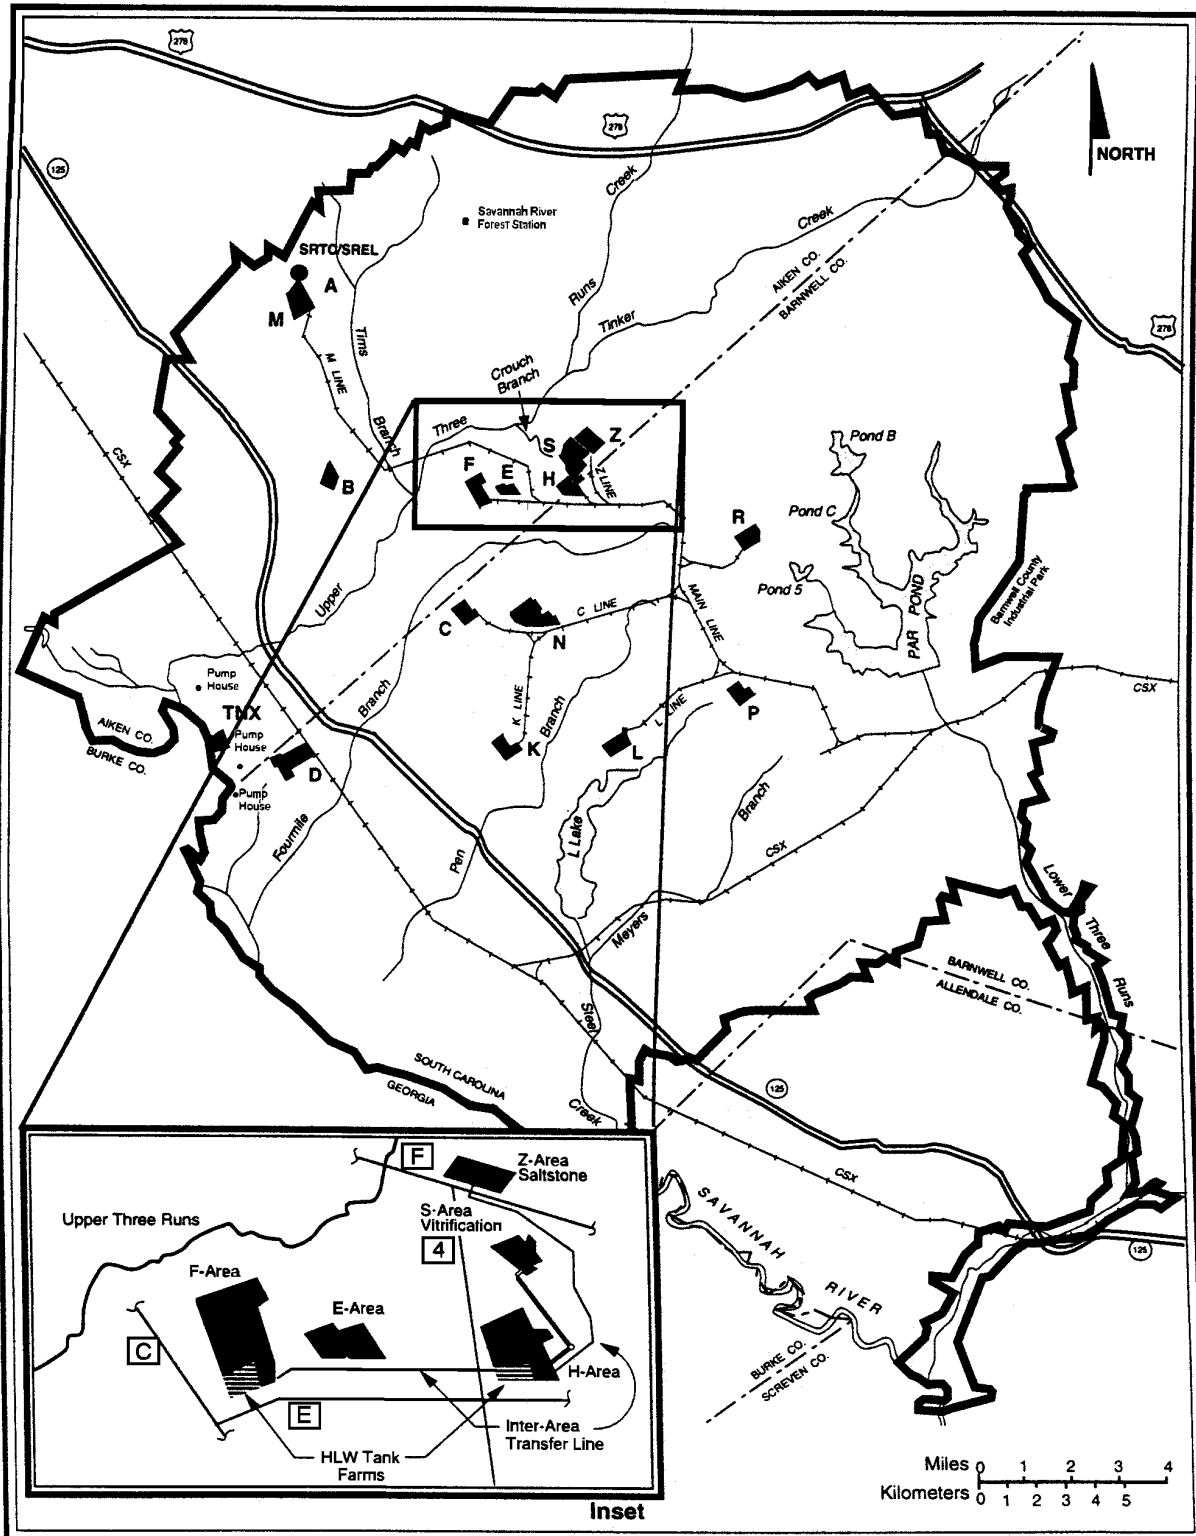 278
125
278
NORTH
Creek
Savannah River
Forest Station
Creek
SRTC/SREL
A
AIKEN CO.
BARNWELL CO.
Runs
M
Tinker
278
Tims
M LINE
Crouch
Branch
CSX
Three
Branch
S
Z
Pond B
F
E
H
Z LINE
B
Pond C
R
Barnwell County
Industrial Park
Pond 5
Upper
C
N
C LINE
MAIN LINE
PAR POND
Pump
House
Branch
K LINE
Branch
L LINE
P
CSX
TNX
AIKEN CO.
BURKE CO.
Pump
House
D
K
L
Pump
House
Fourmile
Branch
L Lake
Pen
CSX
Lower
Three
Runs
Meyers
BARNWELL CO.
ALLENDALE CO.
Steel
SOUTH CAROLINA
GEORGIA
Creek
125
CSX
F
Z-Area
Saltstone
Upper Three Runs
S-Area
Vitrification
4
SAVANNAH
RIVER
125
F-Area
E-Area
C
H-Area
BURKE CO.
SCREVEN CO.
E
Inter-Area
Transfer Line
HLW Tank
Farms
Miles 0 1 2 3 4
Kilometers 0 1 2 3 4 5
Inset